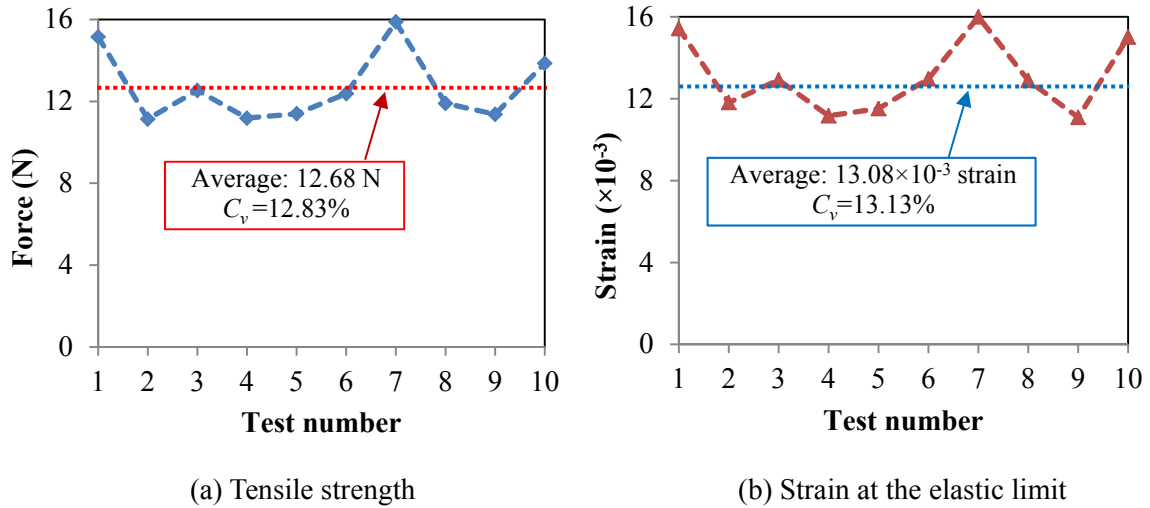 16
12
8
4
0
Force (N)
Average: 12.68 N
Cv=12.83%
1 2 3 4 5 6 7 8 9 10
Test number
(a) Tensile strength
16
12
8
4
0
Strain (×10⁻³)
Average: 13.08×10⁻³ strain
Cv=13.13%
1 2 3 4 5 6 7 8 9 10
Test number
(b) Strain at the elastic limit